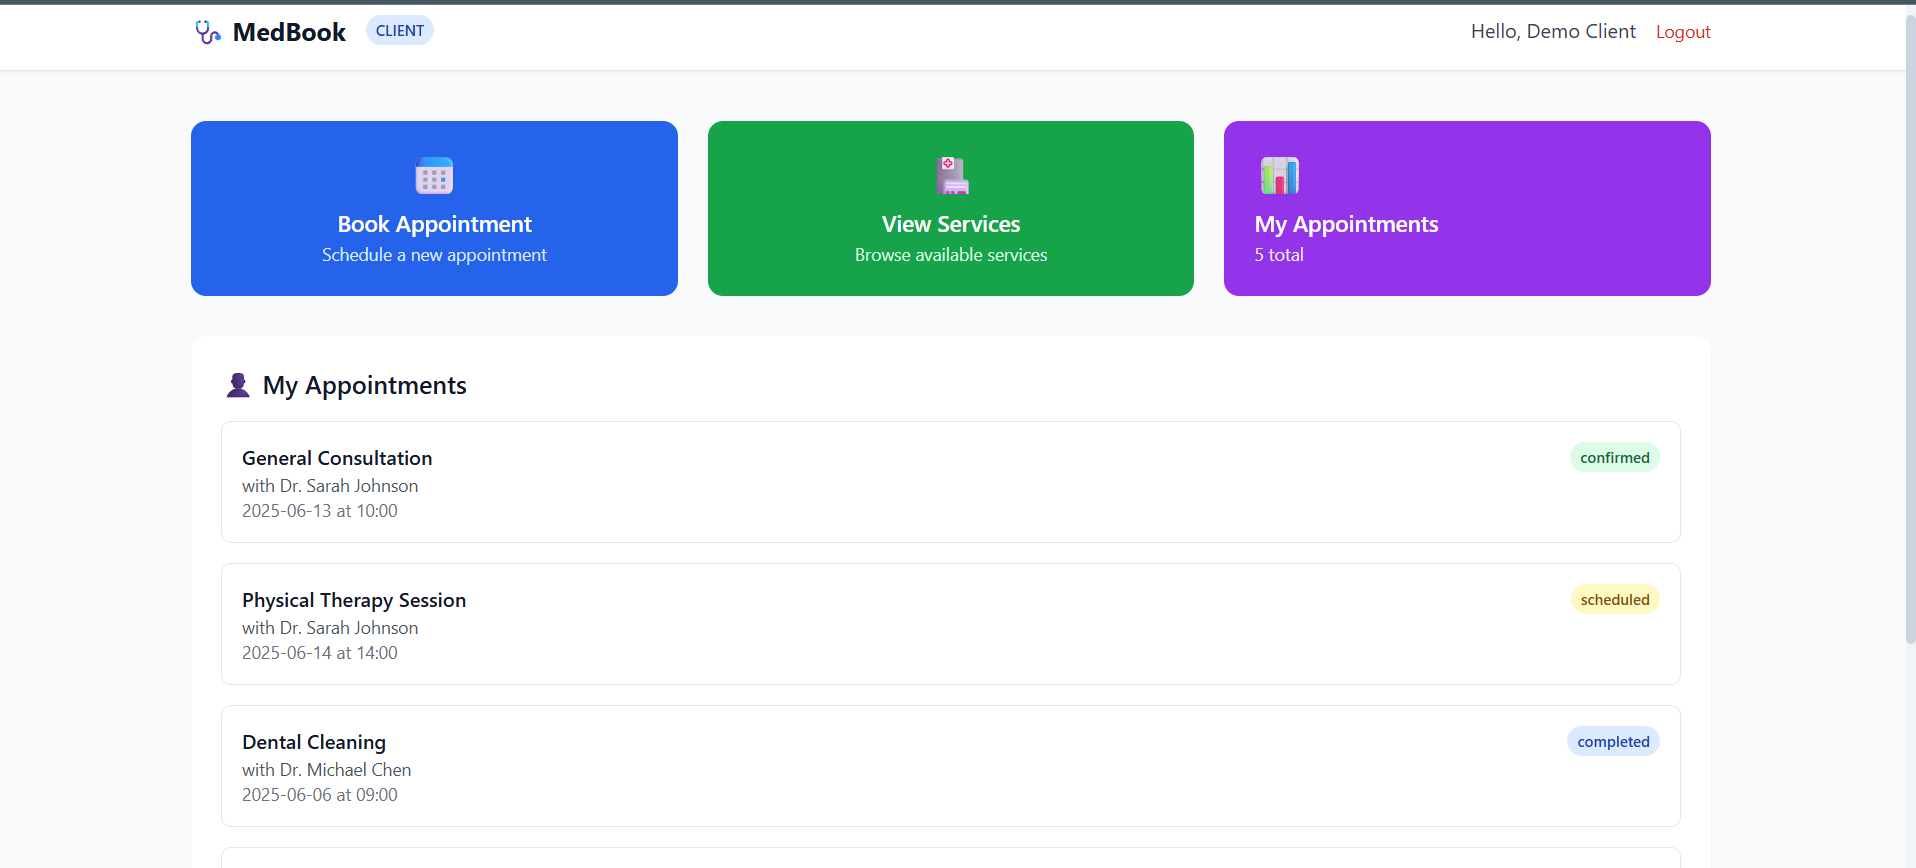 MedBook CLIENT
Hello, Demo Client Logout
Book Appointment
Schedule a new appointment
View Services
Browse available services
My Appointments
5 total
My Appointments
General Consultation
confirmed
with Dr. Sarah Johnson
2025-06-13 at 10:00
Physical Therapy Session
scheduled
with Dr. Sarah Johnson
2025-06-14 at 14:00
Dental Cleaning
completed
with Dr. Michael Chen
2025-06-06 at 09:00